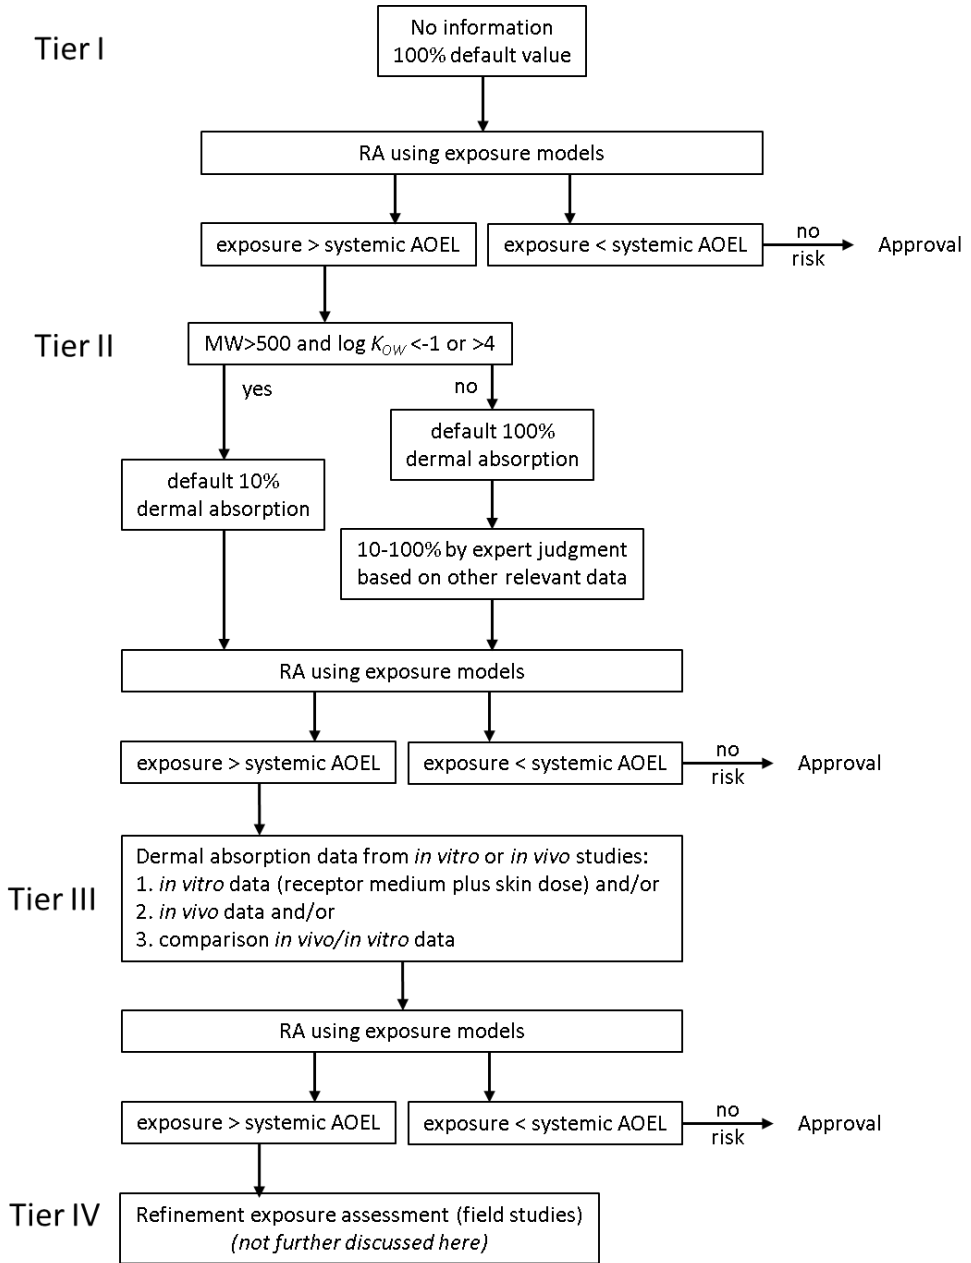 Tier I
No information
100% default value
RA using exposure models
exposure > systemic AOEL
exposure < systemic AOEL
no
risk
Approval
Tier II
MW>500 and log K_OW <-1 or >4
yes
no
default 100%
dermal absorption
default 10%
dermal absorption
10-100% by expert judgment
based on other relevant data
RA using exposure models
exposure > systemic AOEL
exposure < systemic AOEL
no
risk
Approval
Tier III
Dermal absorption data from in vitro or in vivo studies:
1. in vitro data (receptor medium plus skin dose) and/or
2. in vivo data and/or
3. comparison in vivo/in vitro data
RA using exposure models
exposure > systemic AOEL
exposure < systemic AOEL
no
risk
Approval
Tier IV
Refinement exposure assessment (field studies)
(not further discussed here)